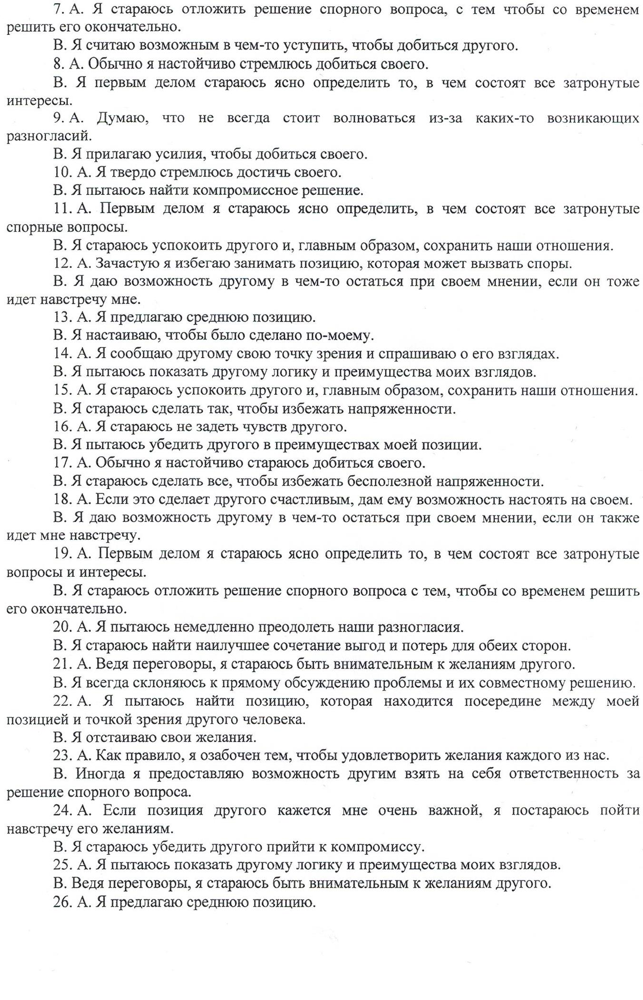 7. А. Я стараюсь отложить решение спорного вопроса, с тем чтобы со временем
решить его окончательно.
В. Я считаю возможным в чем-то уступить, чтобы добиться другого.
8. А. Обычно я настойчиво стремлюсь добиться своего.
В. Я первым делом стараюсь ясно определить то, в чем состоят все затронутые
интересы.
9. А. Думаю, что не всегда стоит волноваться из-за каких-то возникающих
разногласий.
В. Я прилагаю усилия, чтобы добиться своего.
10. А. Я твердо стремлюсь достичь своего.
В. Я пытаюсь найти компромиссное решение.
11. А. Первым делом я стараюсь ясно определить, в чем состоят все затронутые
спорные вопросы.
В. Я стараюсь успокоить другого и, главным образом, сохранить наши отношения.
12. А. Зачастую я избегаю занимать позицию, которая может вызвать споры.
В. Я даю возможность другому в чем-то остаться при своем мнении, если он тоже
идет навстречу мне.
13. А. Я предлагаю среднюю позицию.
В. Я настаиваю, чтобы было сделано по-моему.
14. А. Я сообщаю другому свою точку зрения и спрашиваю о его взглядах.
В. Я пытаюсь показать другому логику и преимущества моих взглядов.
15. А. Я стараюсь успокоить другого и, главным образом, сохранить наши отношения.
В. Я стараюсь сделать так, чтобы избежать напряженности.
16. А. Я стараюсь не задеть чувств другого.
В. Я пытаюсь убедить другого в преимуществах моей позиции.
17. А. Обычно я настойчиво стараюсь добиться своего.
В. Я стараюсь сделать все, чтобы избежать бесполезной напряженности.
18. А. Если это сделает другого счастливым, дам ему возможность настоять на своем.
В. Я даю возможность другому в чем-то остаться при своем мнении, если он также
идет мне навстречу.
19. А. Первым делом я стараюсь ясно определить то, в чем состоят все затронутые
вопросы и интересы.
В. Я стараюсь отложить решение спорного вопроса с тем, чтобы со временем решить
его окончательно.
20. А. Я пытаюсь немедленно преодолеть наши разногласия.
В. Я стараюсь найти наилучшее сочетание выгод и потерь для обеих сторон.
21. А. Ведя переговоры, я стараюсь быть внимательным к желаниям другого.
В. Я всегда склоняюсь к прямому обсуждению проблемы и их совместному решению.
22. А. Я пытаюсь найти позицию, которая находится посередине между моей
позицией и точкой зрения другого человека.
В. Я отстаиваю свои желания.
23. А. Как правило, я озабочен тем, чтобы удовлетворить желания каждого из нас.
В. Иногда я предоставляю возможность другим взять на себя ответственность за
решение спорного вопроса.
24. А. Если позиция другого кажется мне очень важной, я постараюсь пойти
навстречу его желаниям.
В. Я стараюсь убедить другого прийти к компромиссу.
25. А. Я пытаюсь показать другому логику и преимущества моих взглядов.
В. Ведя переговоры, я стараюсь быть внимательным к желаниям другого.
26. А. Я предлагаю среднюю позицию.